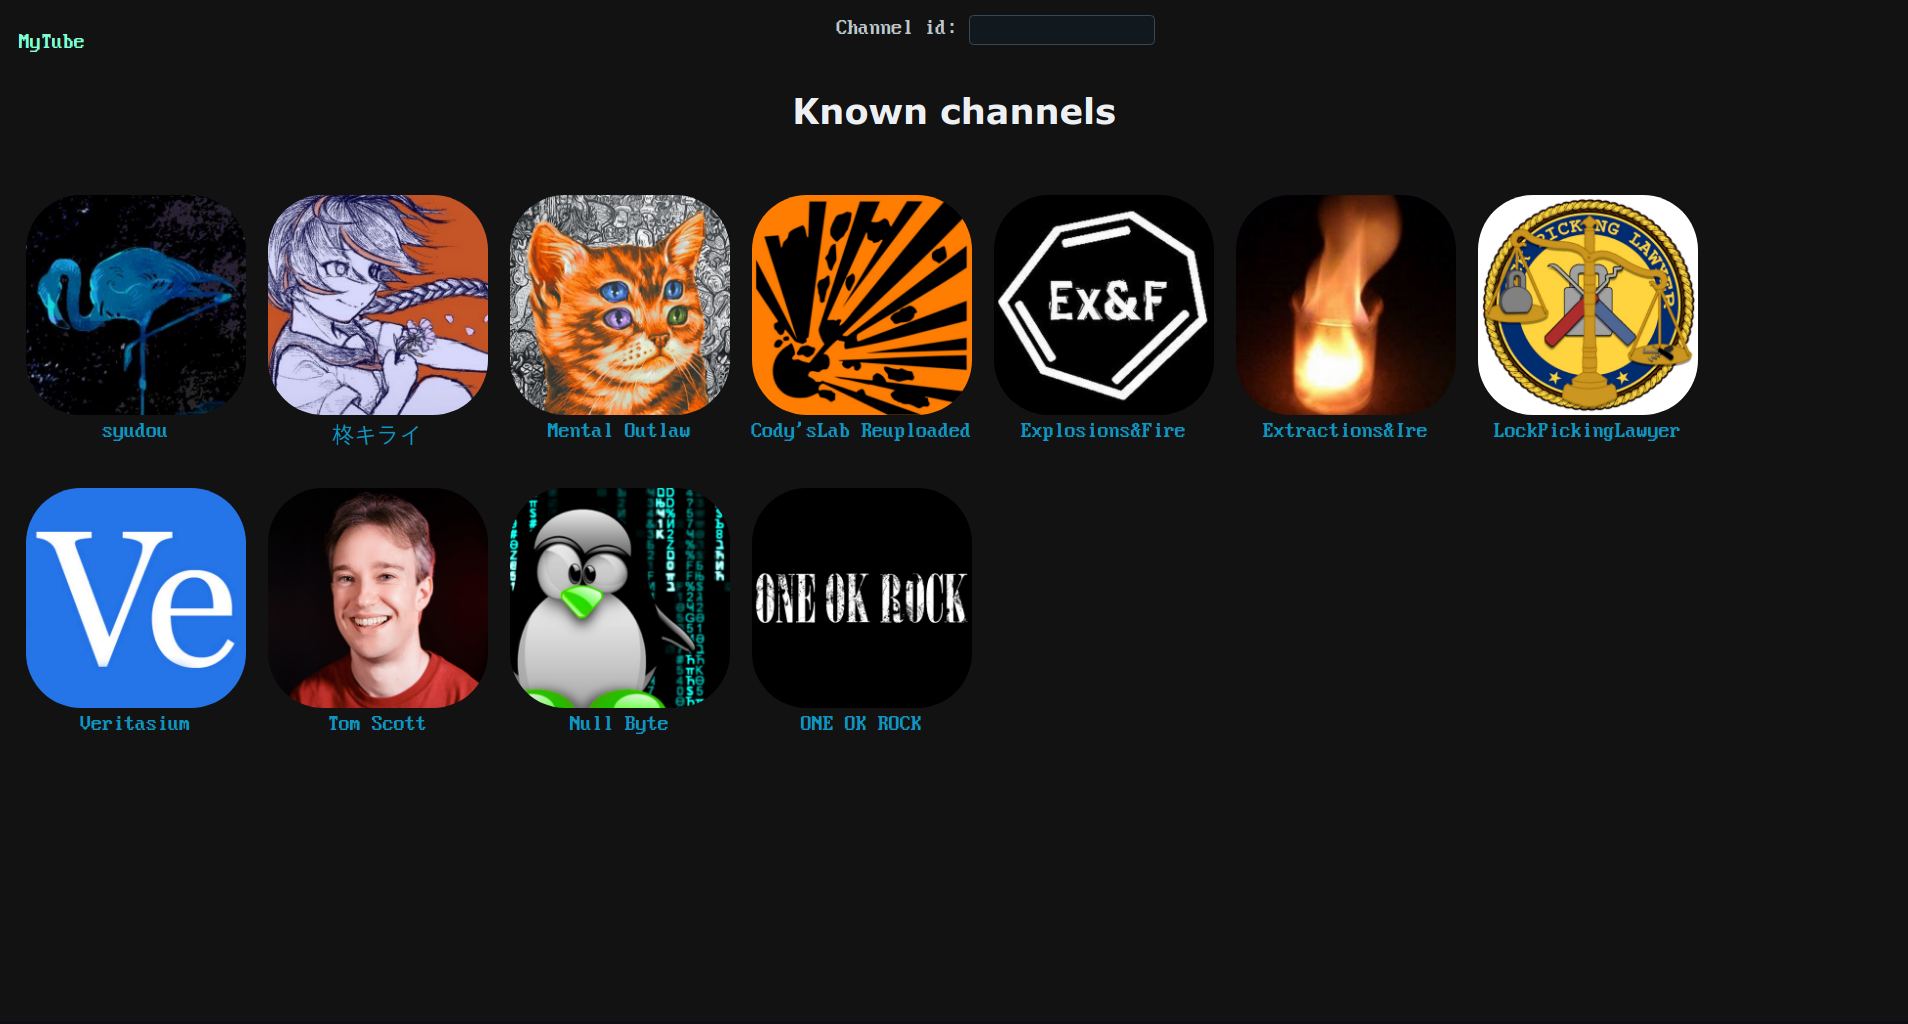 MyTube
Channel id:
Known channels
Ex&F
PICKING LAWYER
syudou
柊キライ
Mental Outlaw
Cody'sLab Reuploaded
Explosions&Fire
Extractions&Ire
LockPickingLawyer
Ve
ONE OK ROCK
Veritasium
Tom Scott
Null Byte
ONE OK ROCK